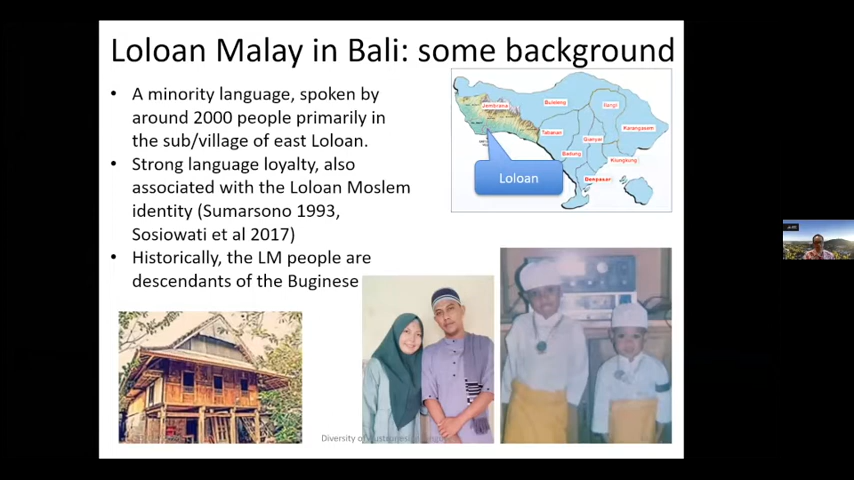 Loloan Malay in Bali: some background
• A minority language, spoken by
around 2000 people primarily in
the sub/village of east Loloan.
• Strong language loyalty, also
associated with the Loloan Moslem
identity (Sumarsono 1993,
Sosiowati et al 2017)
• Historically, the LM people are
descendants of the Buginese
Jembrana
Buleleng
Bangli
Karangasem
Tabanan
Gianyar
Badung
Klungkung
Denpasar
Loloan
Diversity of